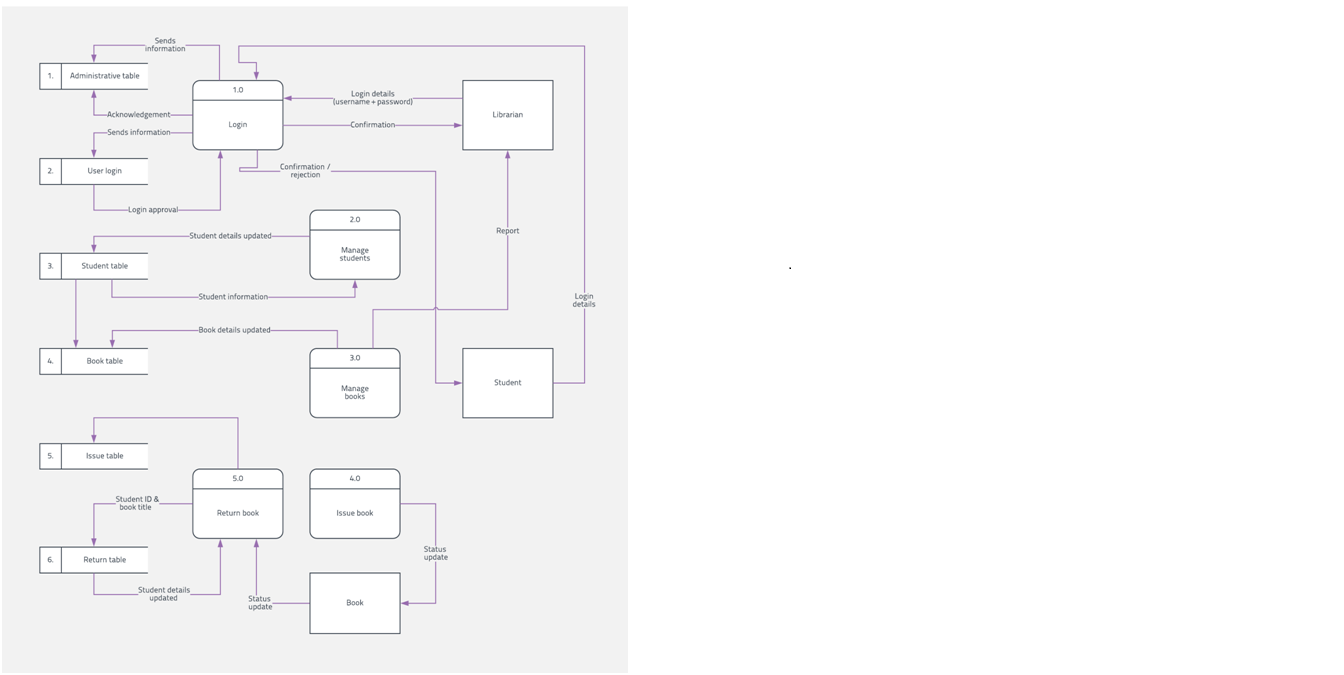 Sends
information
1.
Administrative table
1.0
Login
Acknowledgement
Sends information
Login details
(username + password)
Confirmation
Librarian
2.
User login
Login approval
Confirmation /
rejection
2.0
Manage
students
Student details updated
Report
3.
Student table
Student information
Login
details
Book details updated
4.
Book table
3.0
Manage
books
Student
5.
Issue table
5.0
Return book
4.0
Issue book
Student ID &
book title
6.
Return table
Status
update
Student details
updated
Status
update
Book